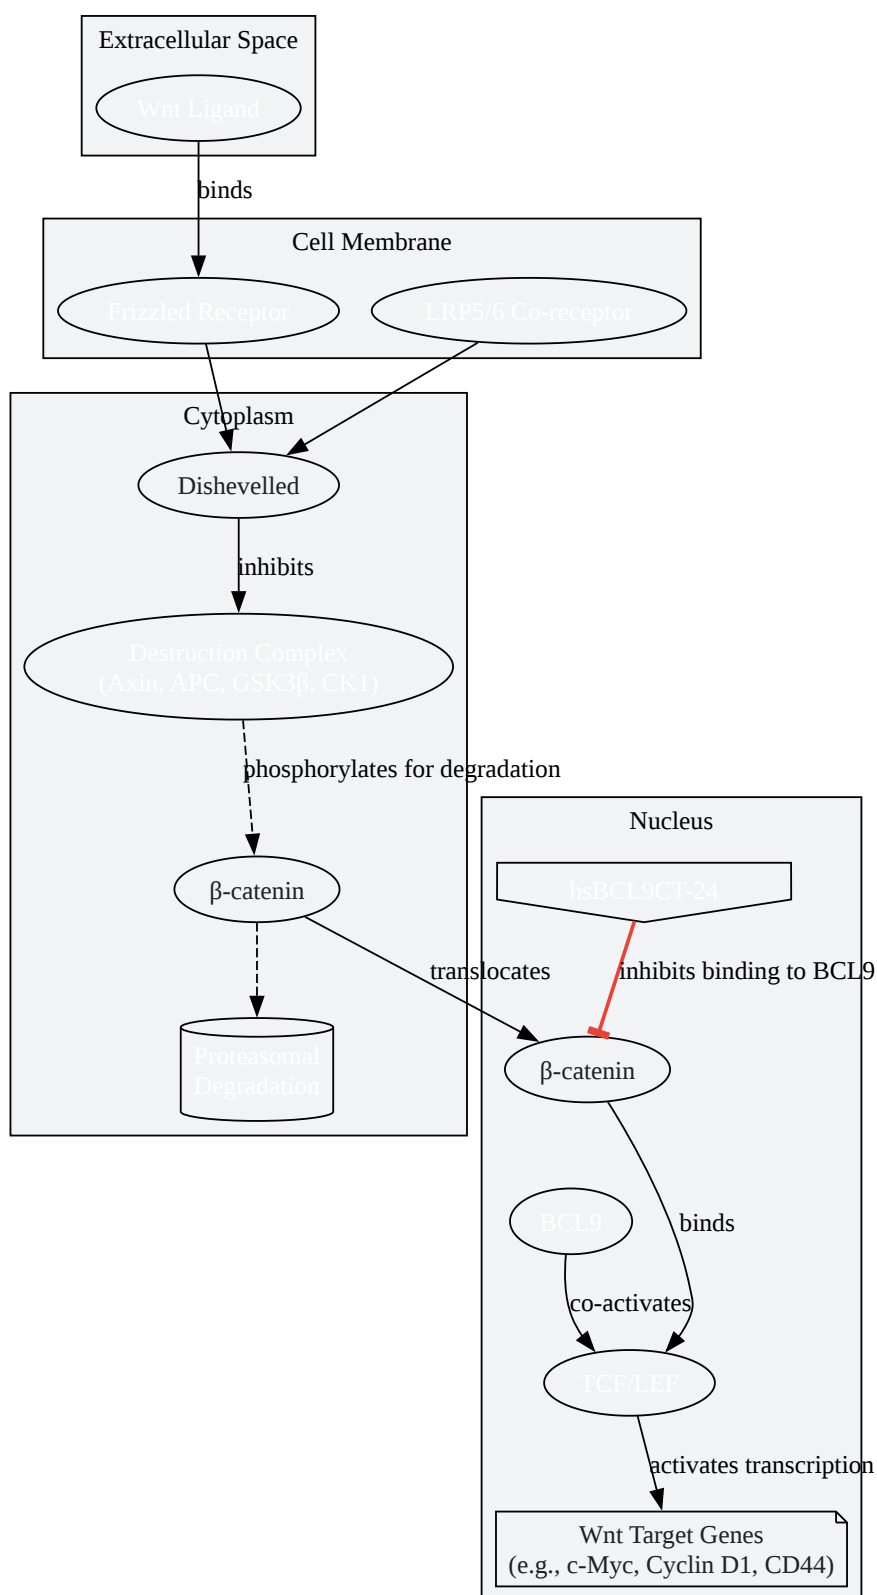 Extracellular Space
Wnt Ligand
binds
Cell Membrane
Frizzled Receptor
LRP5/6 Co-receptor
Cytoplasm
Dishevelled
inhibits
Destruction Complex
(Axin, APC, GSK3β, CK1)
phosphorylates for degradation
Nucleus
hsBCL9CT-24
β-catenin
translocates
inhibits binding to BCL9
Proteasomal
Degradation
β-catenin
BCL9
binds
co-activates
TCF/LEF
activates transcription
Wnt Target Genes
(e.g., c-Myc, Cyclin D1, CD44)